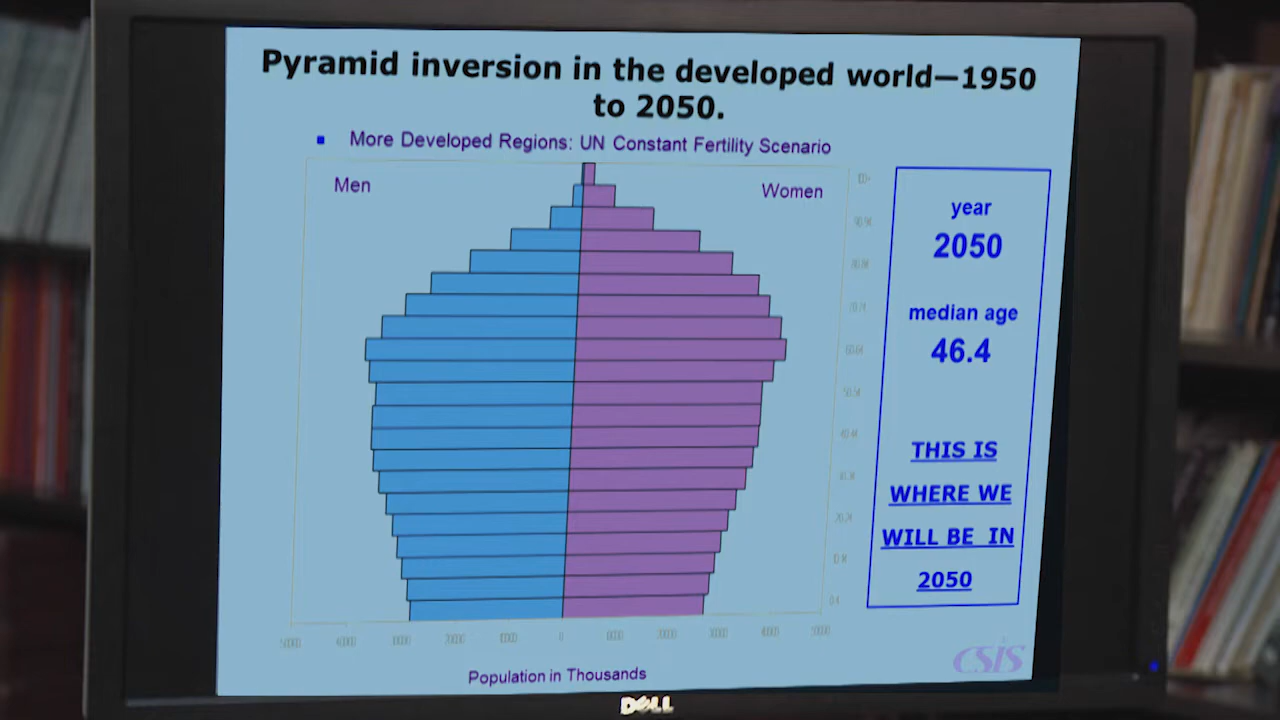 Pyramid inversion in the developed world—1950
to 2050.
More Developed Regions: UN Constant Fertility Scenario
Men
Women
year
2050
median age
46.4
THIS IS
WHERE WE
WILL BE IN
2050
Population in Thousands
CSIS
DELL